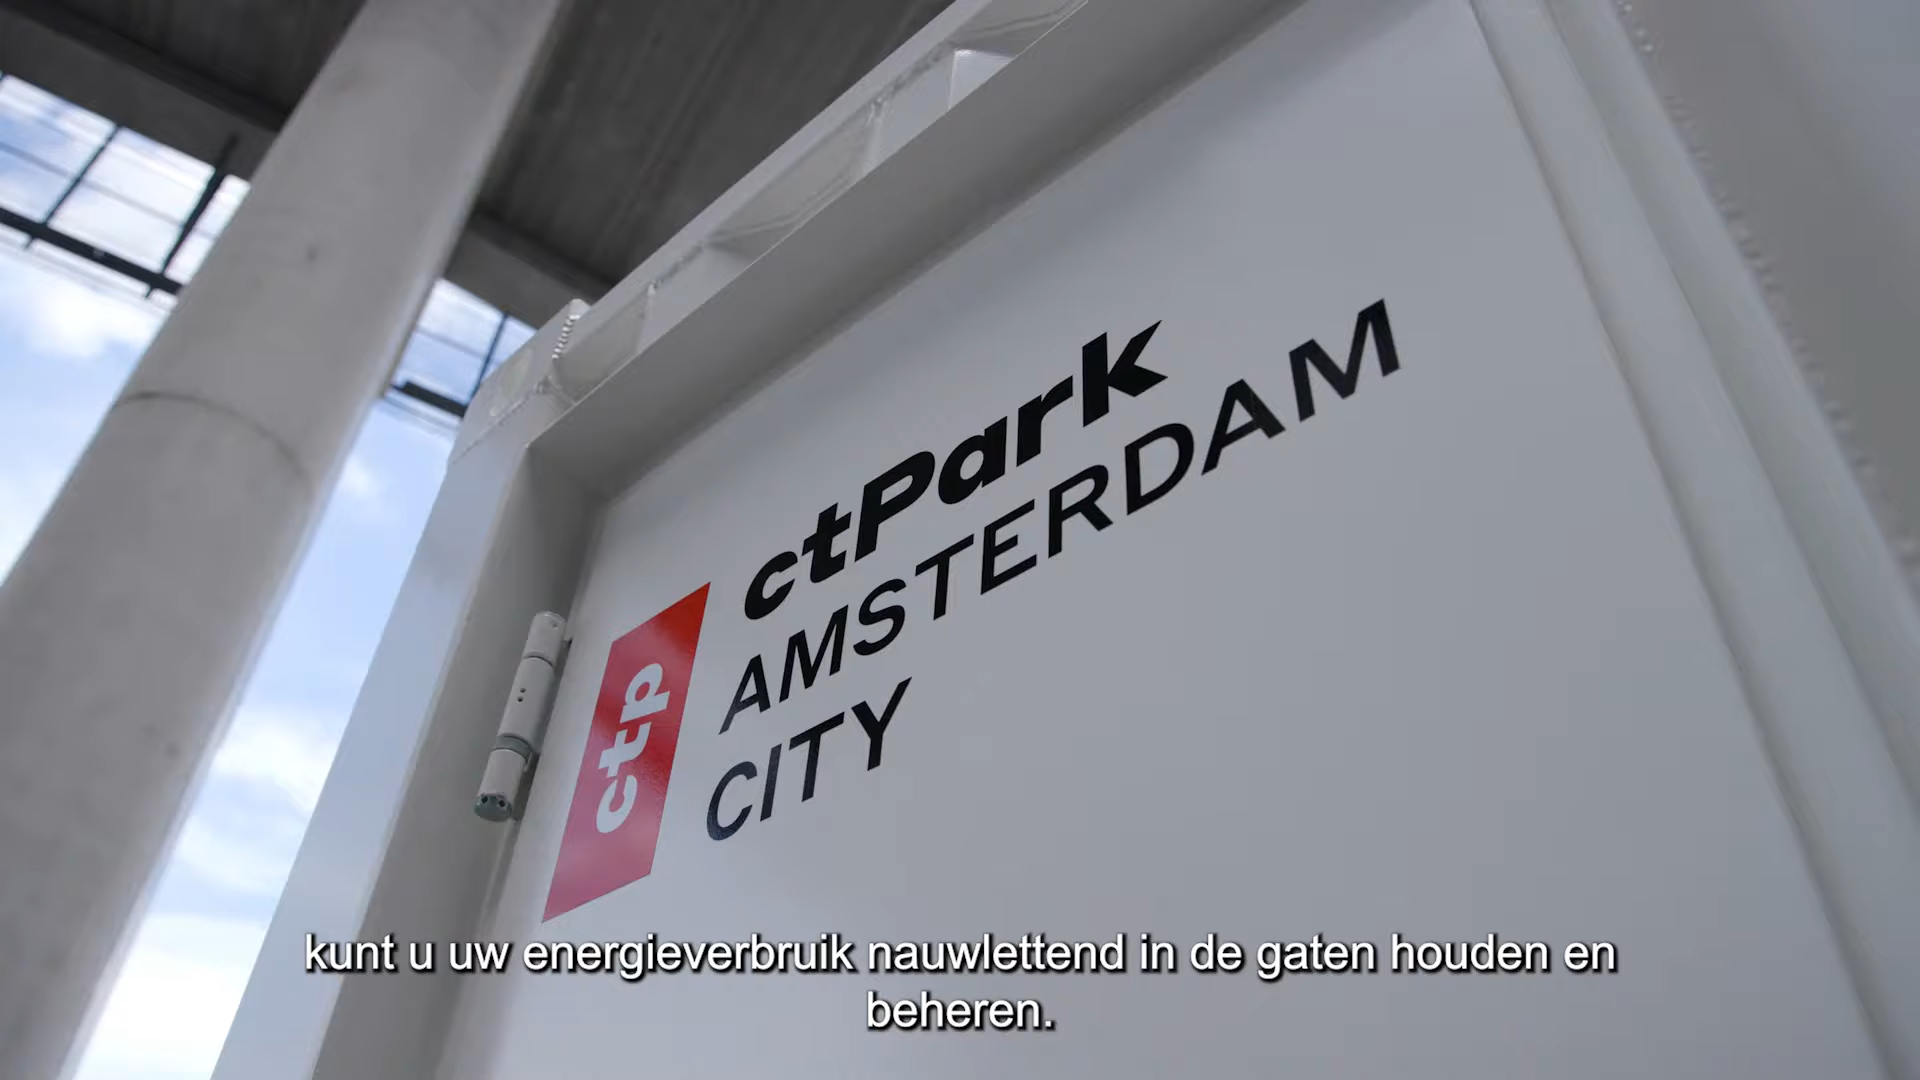 ctPark
AMSTERDAM
CITY
ctp
kunt u uw energieverbruik nauwlettend in de gaten houden en
beheren.